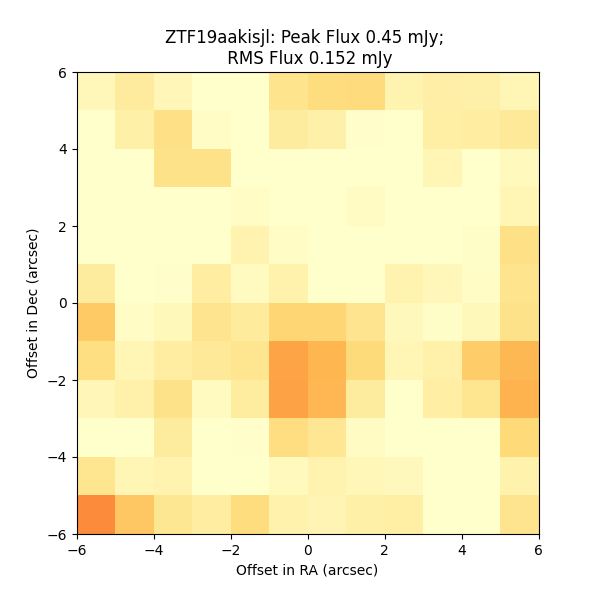 ZTF19aakisjl: Peak Flux 0.45 mJy;
RMS Flux 0.152 mJy
6
4
2
0
−2
−4
−6
Offset in Dec (arcsec)
−6 −4 −2 0 2 4 6
Offset in RA (arcsec)